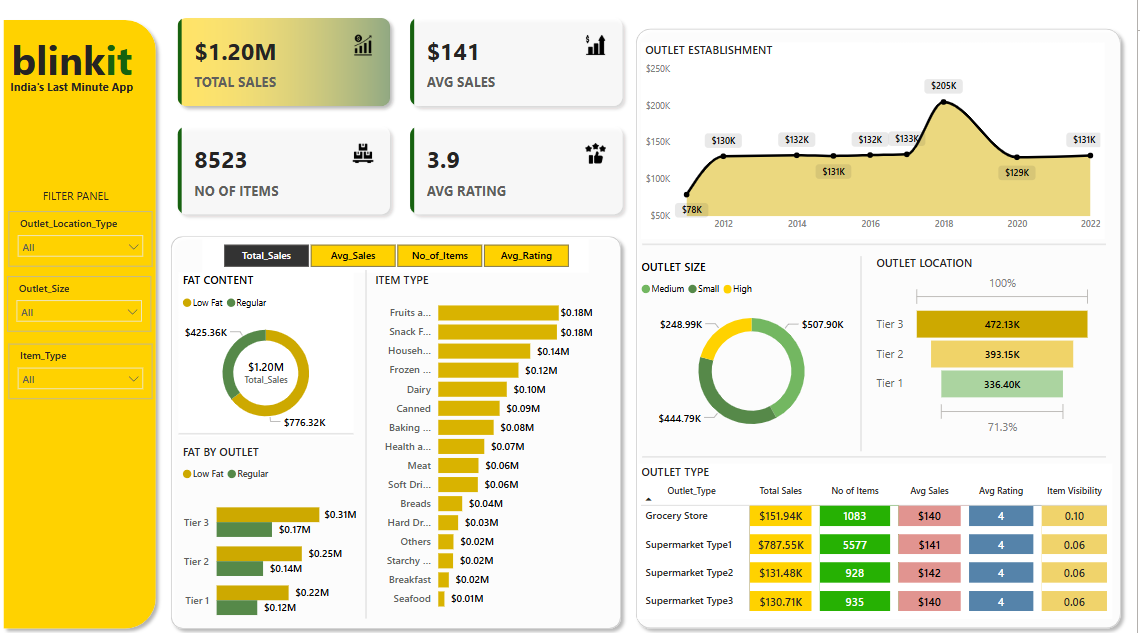 blinkit
India's Last Minute App
FILTER PANEL
Outlet_Location_Type
All
Outlet_Size
All
Item_Type
All
$1.20M
TOTAL SALES
$141
AVG SALES
8523
NO OF ITEMS
3.9
AVG RATING
Total_Sales Avg_Sales No_of_Items Avg_Rating
FAT CONTENT
Low Fat Regular
$425.36K
$1.20M
Total_Sales
$776.32K
FAT BY OUTLET
Low Fat Regular
Tier 3 $0.31M
$0.17M
Tier 2 $0.25M
$0.14M
Tier 1 $0.22M
$0.12M
ITEM TYPE
Fruits a... $0.18M
Snack F... $0.18M
Househ... $0.14M
Frozen ... $0.12M
Dairy $0.10M
Canned $0.09M
Baking ... $0.08M
Health a... $0.07M
Meat $0.06M
Soft Dri... $0.06M
Breads $0.04M
Hard Dr... $0.03M
Others $0.02M
Starchy ... $0.02M
Breakfast $0.02M
Seafood $0.01M
OUTLET ESTABLISHMENT
$250K
$200K
$150K
$100K
$50K
$78K $130K $132K $131K $132K $133K $205K $129K $131K
2012 2014 2016 2018 2020 2022
OUTLET SIZE
Medium Small High
$248.99K $507.90K
$444.79K
OUTLET LOCATION
100%
Tier 3 472.13K
Tier 2 393.15K
Tier 1 336.40K
71.3%
OUTLET TYPE
Outlet_Type Total Sales No of Items Avg Sales Avg Rating Item Visibility
Grocery Store $151.94K 1083 $140 4 0.10
Supermarket Type1 $787.55K 5577 $141 4 0.06
Supermarket Type2 $131.48K 928 $142 4 0.06
Supermarket Type3 $130.71K 935 $140 4 0.06